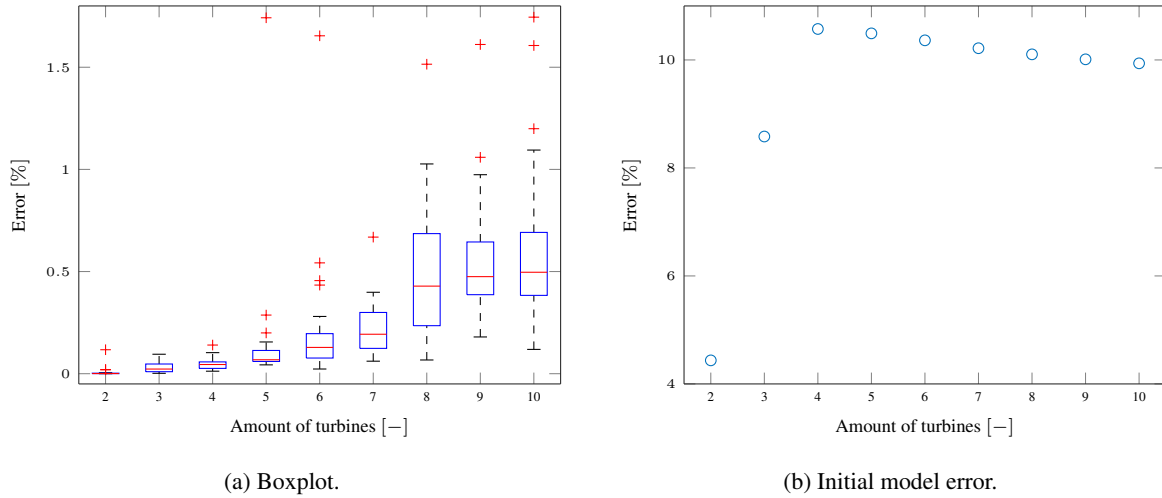 1.5
1
0.5
0
Error [%]
2 3 4 5 6 7 8 9 10
Amount of turbines [−]
(a) Boxplot.
10
8
6
4
Error [%]
2 3 4 5 6 7 8 9 10
Amount of turbines [−]
(b) Initial model error.